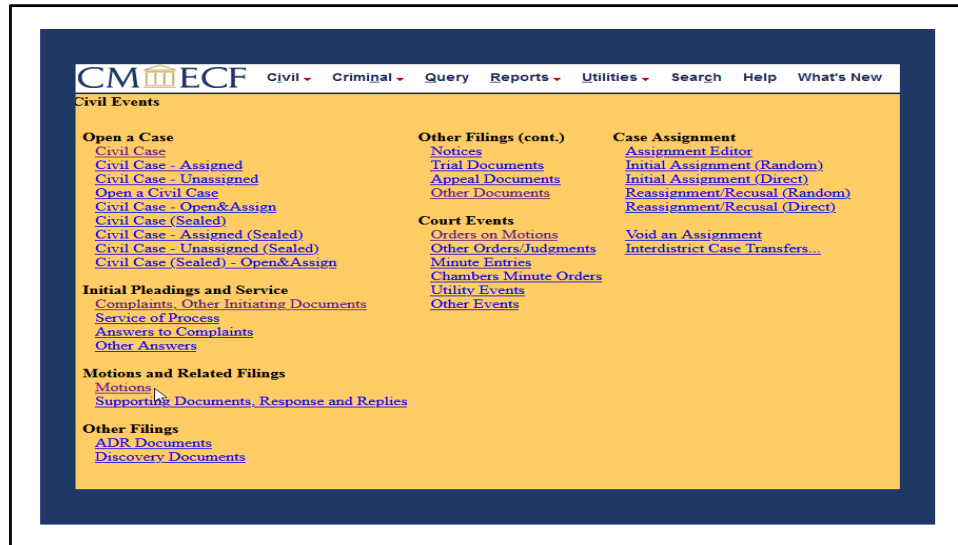 CM ECF Civil Criminal Query Reports Utilities Search Help What's New
Civil Events
Open a Case
Civil Case
Civil Case - Assigned
Civil Case - Unassigned
Open a Civil Case
Civil Case - Open&Assign
Civil Case (Sealed)
Civil Case - Assigned (Sealed)
Civil Case - Unassigned (Sealed)
Civil Case (Sealed) - Open&Assign
Initial Pleadings and Service
Complaints, Other Initiating Documents
Service of Process
Answers to Complaints
Other Answers
Motions and Related Filings
Motions
Supporting Documents, Response and Replies
Other Filings
ADR Documents
Discovery Documents
Other Filings (cont.)
Notices
Trial Documents
Appeal Documents
Other Documents
Court Events
Orders on Motions
Other Orders/Judgments
Minute Entries
Chambers Minute Orders
Utility Events
Other Events
Case Assignment
Assignment Editor
Initial Assignment (Random)
Initial Assignment (Direct)
Reassignment/Recusal (Random)
Reassignment/Recusal (Direct)
Void an Assignment
Interdistrict Case Transfers...